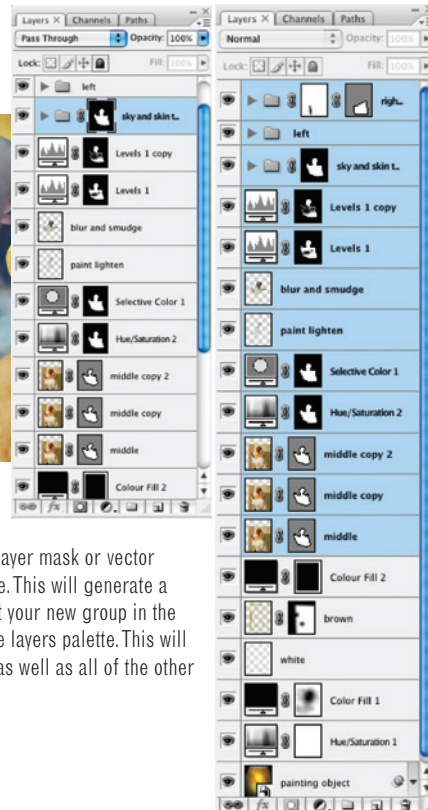 Layers × Channels Paths
Pass Through Opacity: 100%
Lock: Fill: 100%
left
sky and skin t...
Levels 1 copy
Levels 1
blur and smudge
paint lighten
Selective Color 1
Hue/Saturation 2
middle copy 2
middle copy
middle
Colour Fill 2
fx
ayer mask or vector
e. This will generate a
t your new group in the
e layers palette. This will
as well as all of the other
Layers × Channels Paths
Normal Opacity: 100%
Lock: Fill: 100%
righ...
left
sky and skin t...
Levels 1 copy
Levels 1
blur and smudge
paint lighten
Selective Color 1
Hue/Saturation 2
middle copy 2
middle copy
middle
Colour Fill 2
brown
white
Color Fill 1
Hue/Saturation 1
painting object
fx